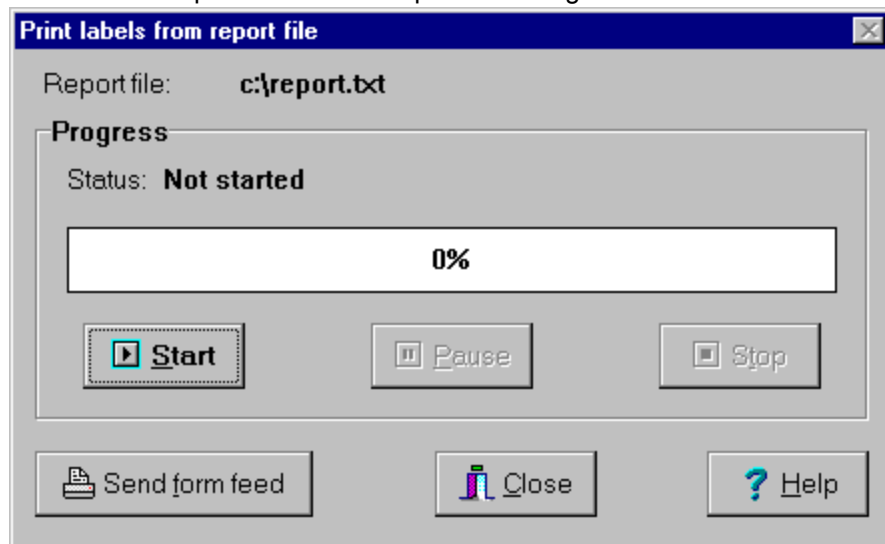 Print labels from report file
Report file: c:\report.txt
Progress
Status: Not started
0%
Start Pause Stop
Send form feed Close Help